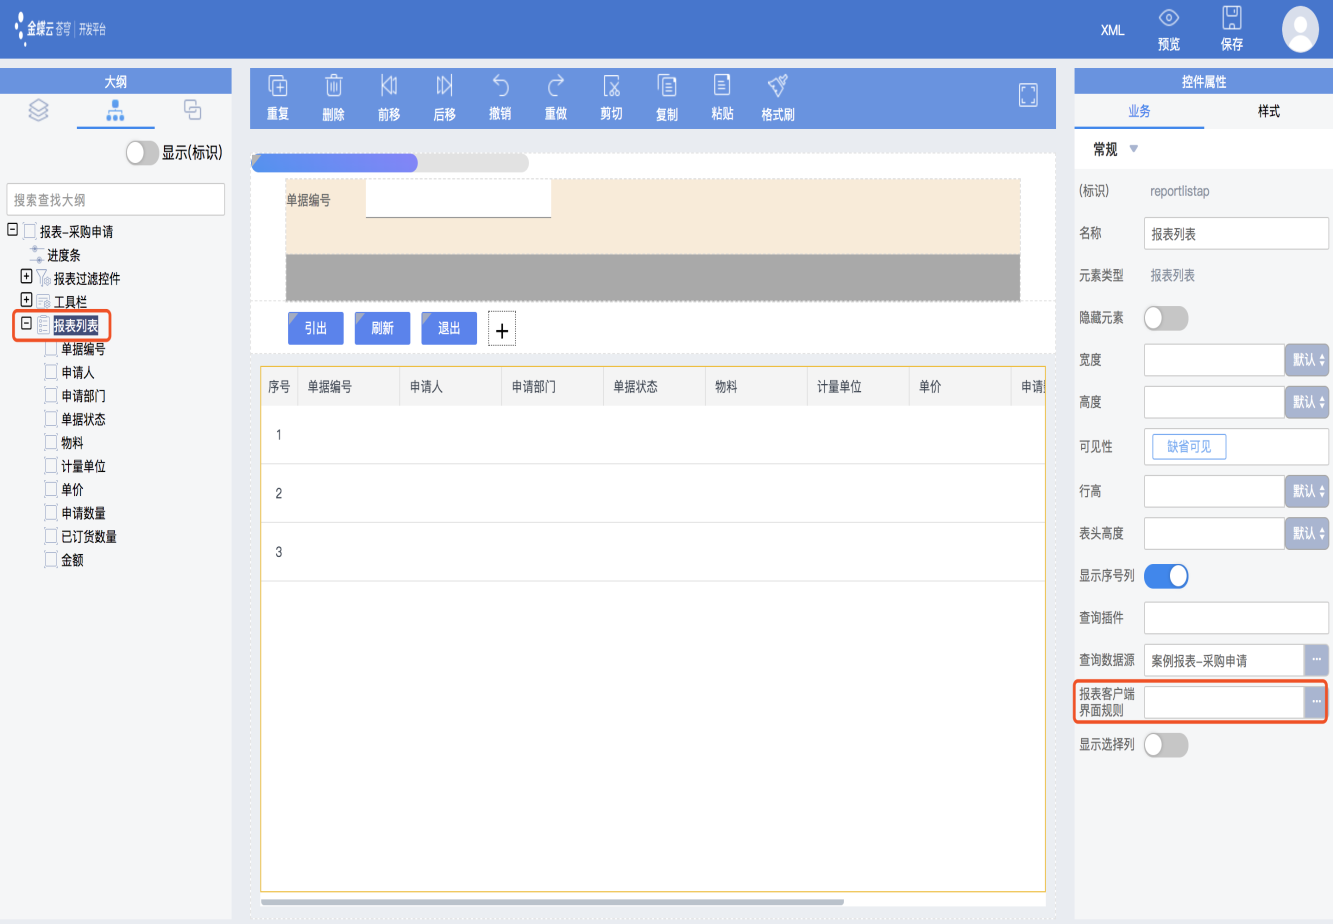 金蝶云 苍穹 | 开发平台
XML
预览
保存
大纲
显示(标识)
搜索查找大纲
报表-采购申请
进度条
报表过滤控件
工具栏
报表列表
单据编号
申请人
申请部门
单据状态
物料
计量单位
单价
申请数量
已订货数量
金额
重复 删除 前移 后移 撤销 重做 剪切 复制 粘贴 格式刷
单据编号
引出 刷新 退出 +
序号 单据编号 申请人 申请部门 单据状态 物料 计量单位 单价 申请
1
2
3
控件属性
业务 样式
常规
(标识) reportlistap
名称 报表列表
元素类型 报表列表
隐藏元素
宽度 默认
高度 默认
可见性 缺省可见
行高 默认
表头高度 默认
显示序号列
查询插件
查询数据源 案例报表-采购申请 ...
报表客户端
界面规则 ...
显示选择列